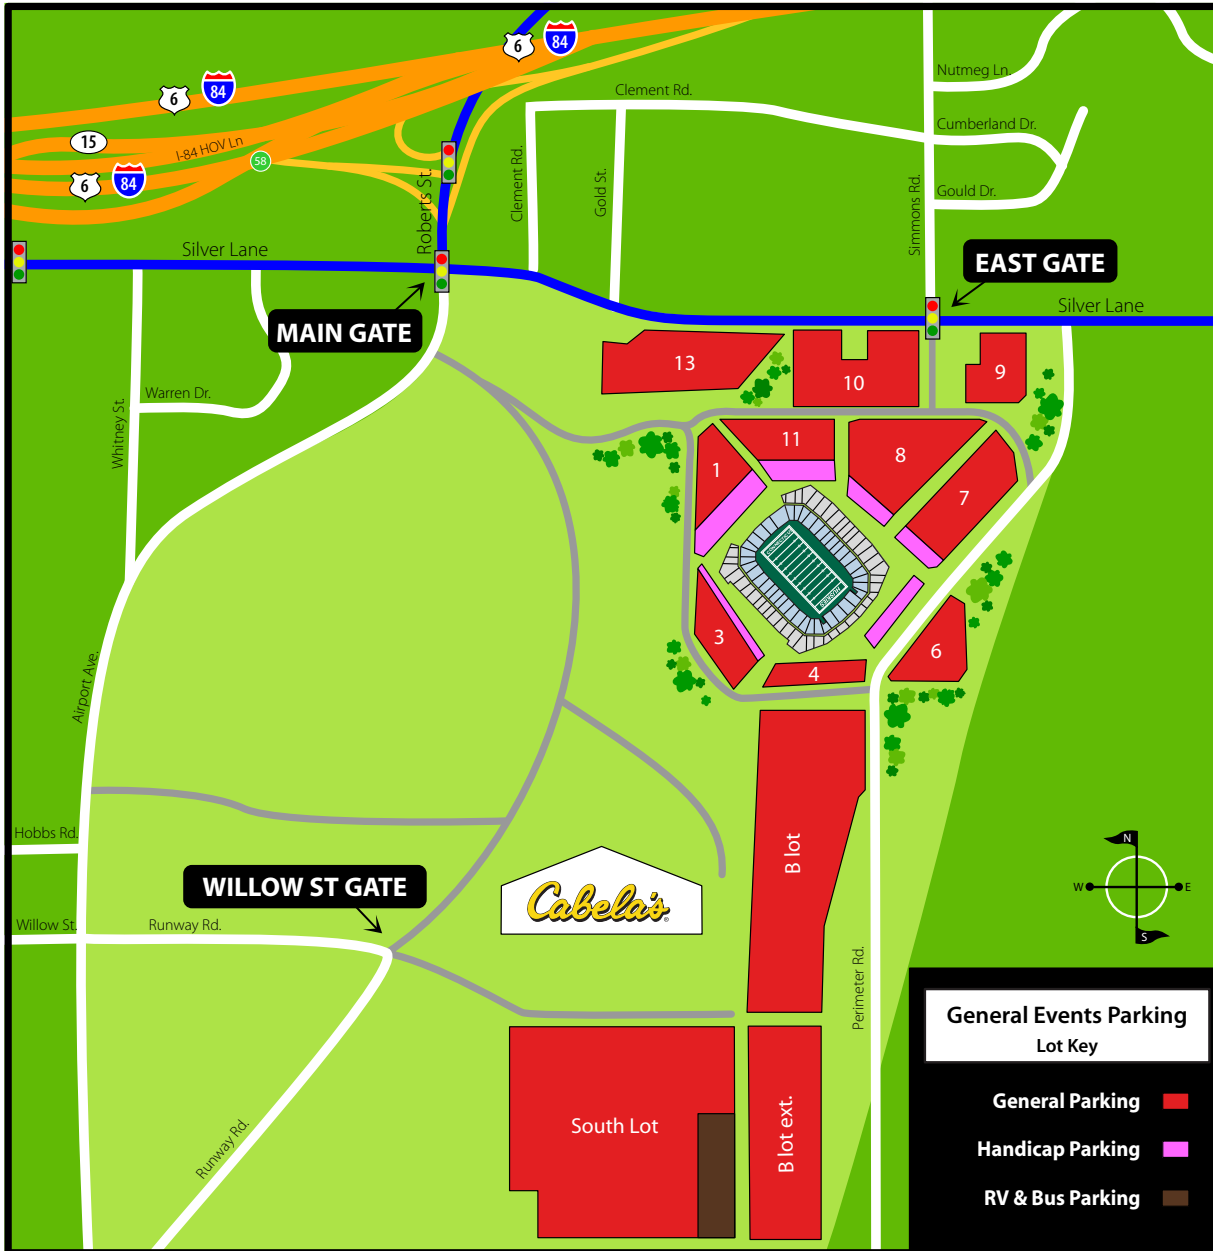 6
84
6
84
15
I-84 HOV Ln
58
6
84
Roberts St.
Clement Rd.
Clement Rd.
Gold St.
Simmons Rd.
Nutmeg Ln.
Cumberland Dr.
Gould Dr.
Silver Lane
MAIN GATE
EAST GATE
Silver Lane
Whitney St.
Warren Dr.
13
10
9
11
1
8
7
CONNECTICUT
HUSKIES
3
4
6
Airport Ave.
Hobbs Rd.
WILLOW ST GATE
Willow St.
Runway Rd.
Cabela's
®
B lot
Perimeter Rd.
N
W
E
S
Runway Rd.
South Lot
B lot ext.
General Events Parking
Lot Key
General Parking
Handicap Parking
RV & Bus Parking